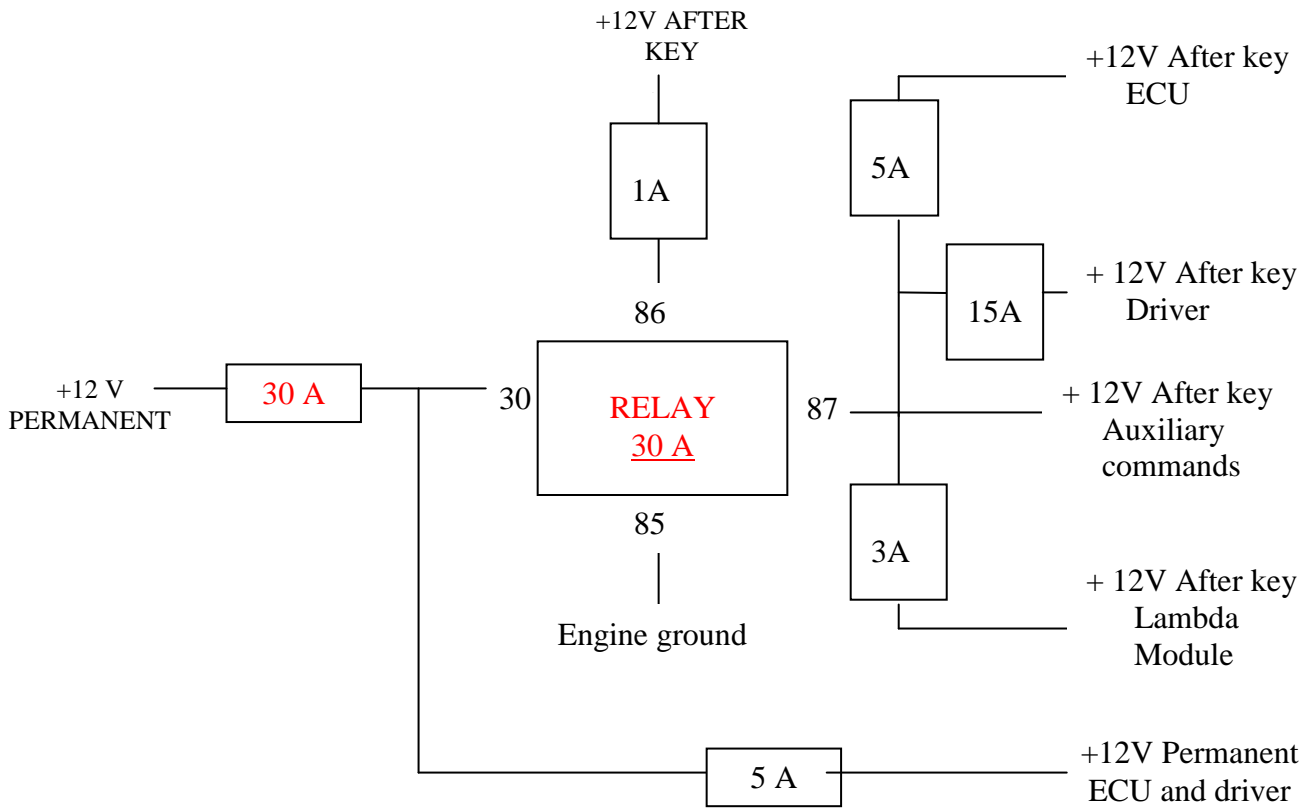 +12V AFTER
KEY
+12V After key
ECU
1A
5A
+ 12V After key
Driver
15A
86
+12 V
PERMANENT
30 A
30
RELAY
30 A
87
+ 12V After key
Auxiliary
commands
85
3A
Engine ground
+ 12V After key
Lambda
Module
5 A
+12V Permanent
ECU and driver